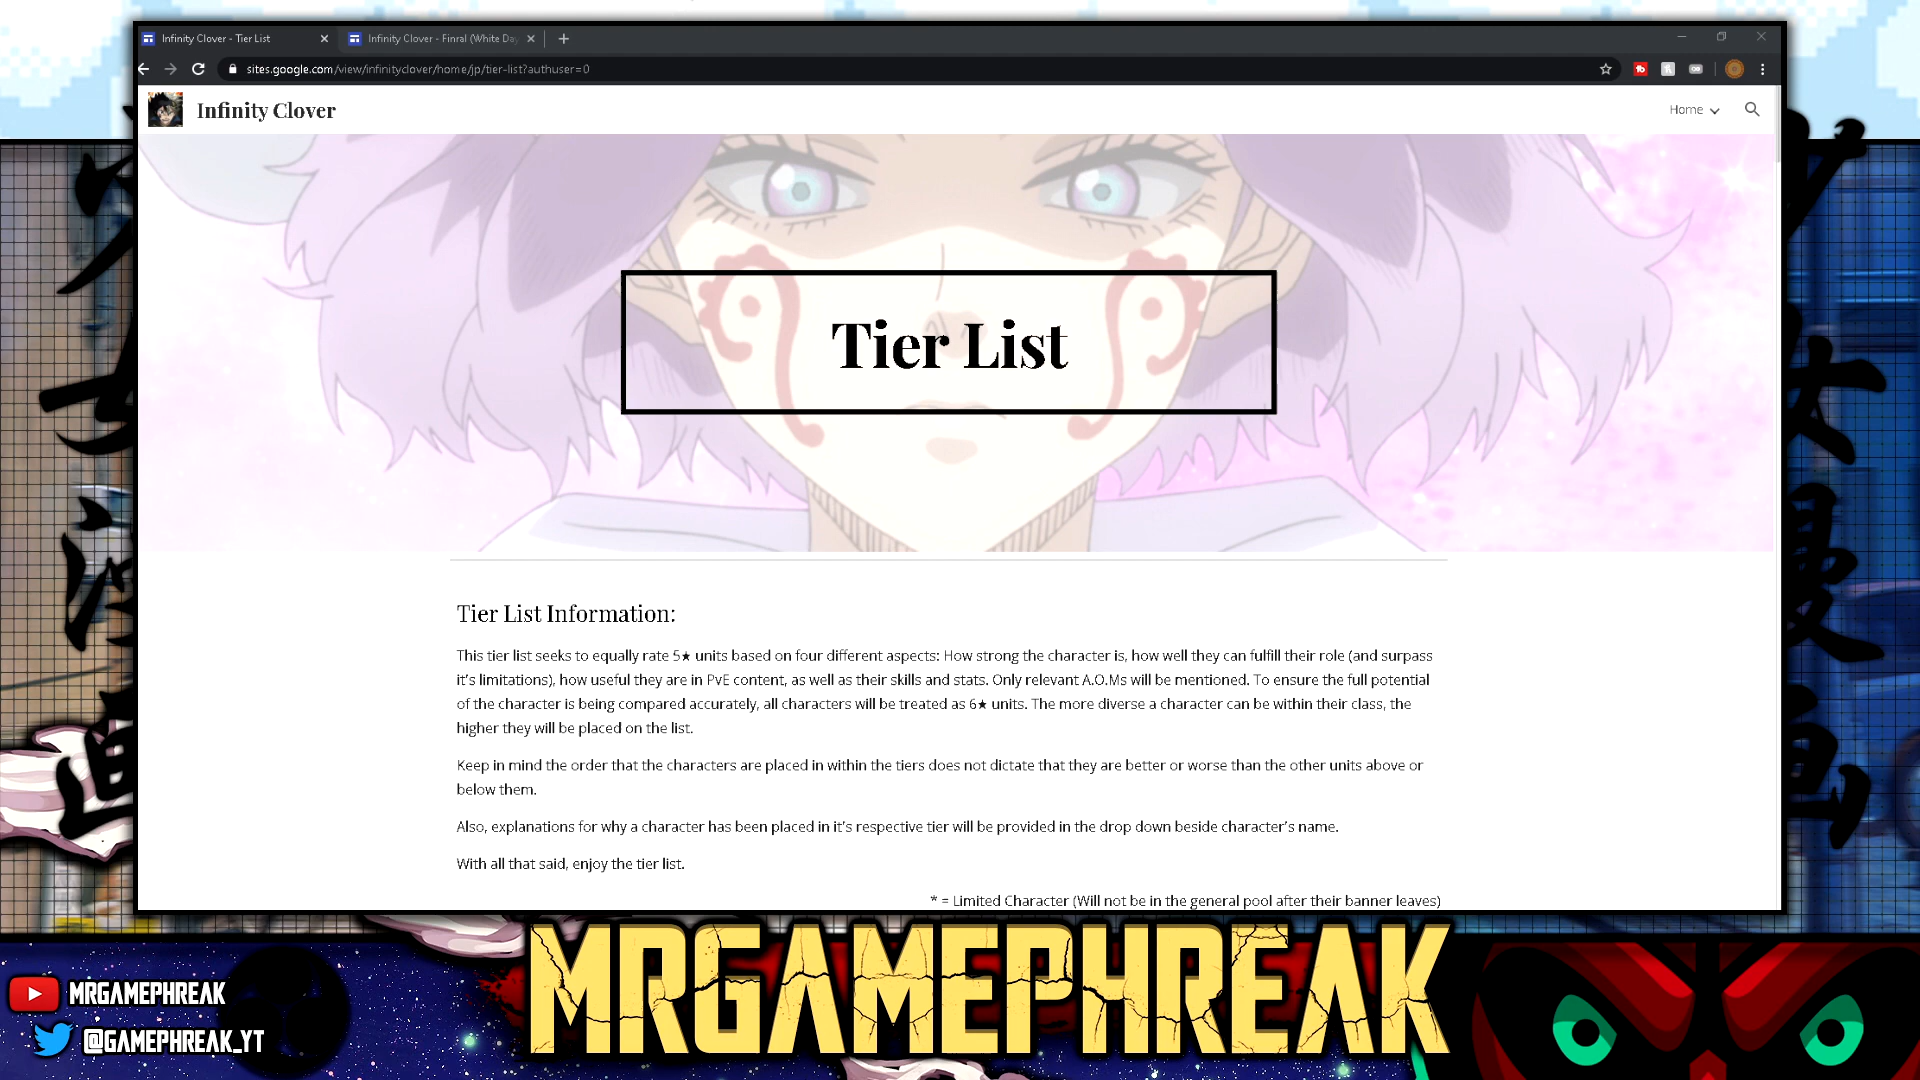 Infinity Clover - Tier List
Infinity Clover - Finral (White Da
sites.google.com/view/infinityclover/home/jp/tier-list?authuser=0
Infinity Clover
Home
Tier List
Tier List Information:
This tier list seeks to equally rate 5★ units based on four different aspects: How strong the character is, how well they can fulfill their role (and surpass
it's limitations), how useful they are in PvE content, as well as their skills and stats. Only relevant A.O.Ms will be mentioned. To ensure the full potential
of the character is being compared accurately, all characters will be treated as 6★ units. The more diverse a character can be within their class, the
higher they will be placed on the list.
Keep in mind the order that the characters are placed in within the tiers does not dictate that they are better or worse than the other units above or
below them.
Also, explanations for why a character has been placed in it's respective tier will be provided in the drop down beside character's name.
With all that said, enjoy the tier list.
* = Limited Character (Will not be in the general pool after their banner leaves)
MRGAMEPHREAK
MRGAMEPHREAK
@GAMEPHREAK_YT